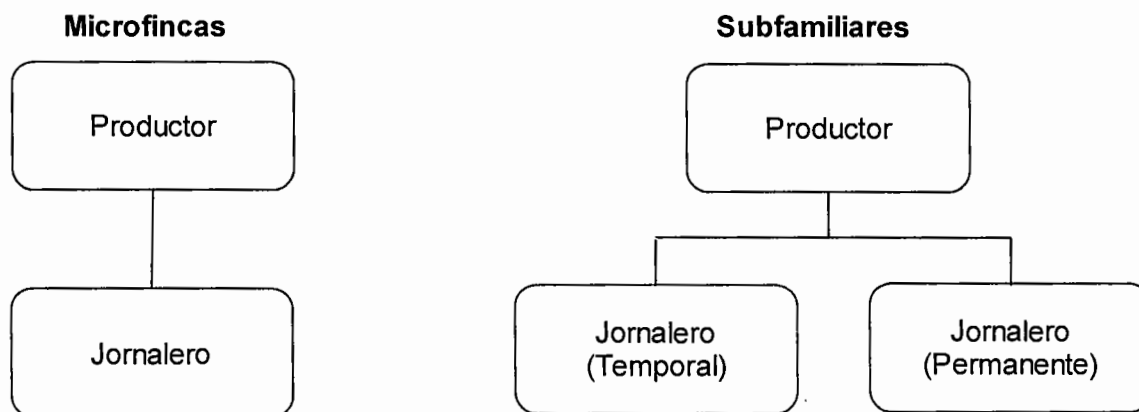 Microfincas
Productor
Jornalero
Subfamiliares
Productor
Jornalero
(Temporal)
Jornalero
(Permanente)